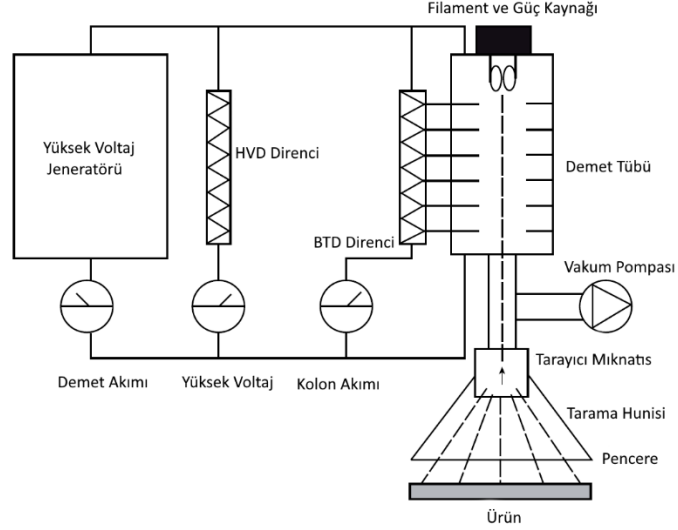 Filament ve Güç Kaynağı
Yüksek Voltaj
Jeneratörü
HVD Direnci
Demet Tübü
BTD Direnci
Vakum Pompası
Tarayıcı Mıknatıs
Demet Akımı
Yüksek Voltaj
Kolon Akımı
Tarama Hunisi
Pencere
Ürün